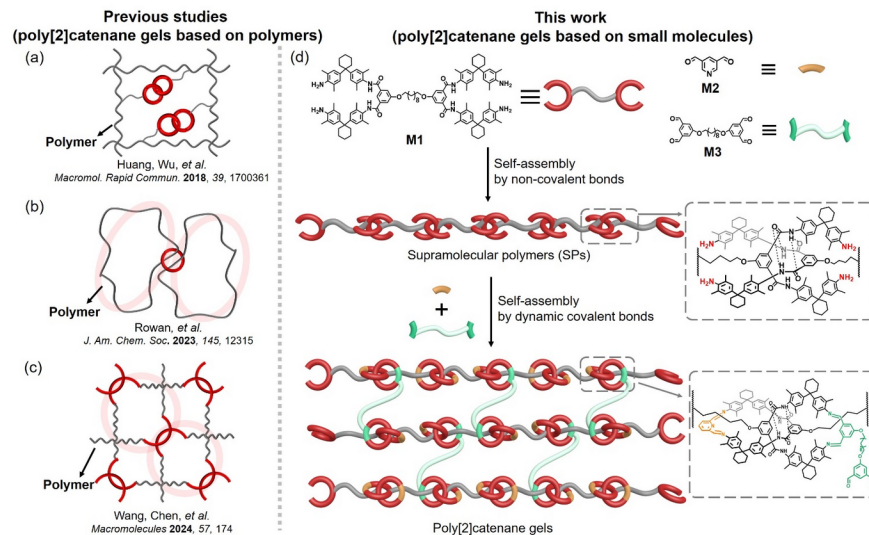 Previous studies
(poly[2]catenane gels based on polymers)
(a)
Polymer
Huang, Wu, et al.
Macromol. Rapid Commun. 2018, 39, 1700361
(b)
Polymer
Rowan, et al.
J. Am. Chem. Soc. 2023, 145, 12315
(c)
Polymer
Wang, Chen, et al.
Macromolecules 2024, 57, 174
This work
(poly[2]catenane gels based on small molecules)
(d)
M1
M2
M3
Self-assembly
by non-covalent bonds
Supramolecular polymers (SPs)
+
Self-assembly
by dynamic covalent bonds
Poly[2]catenane gels